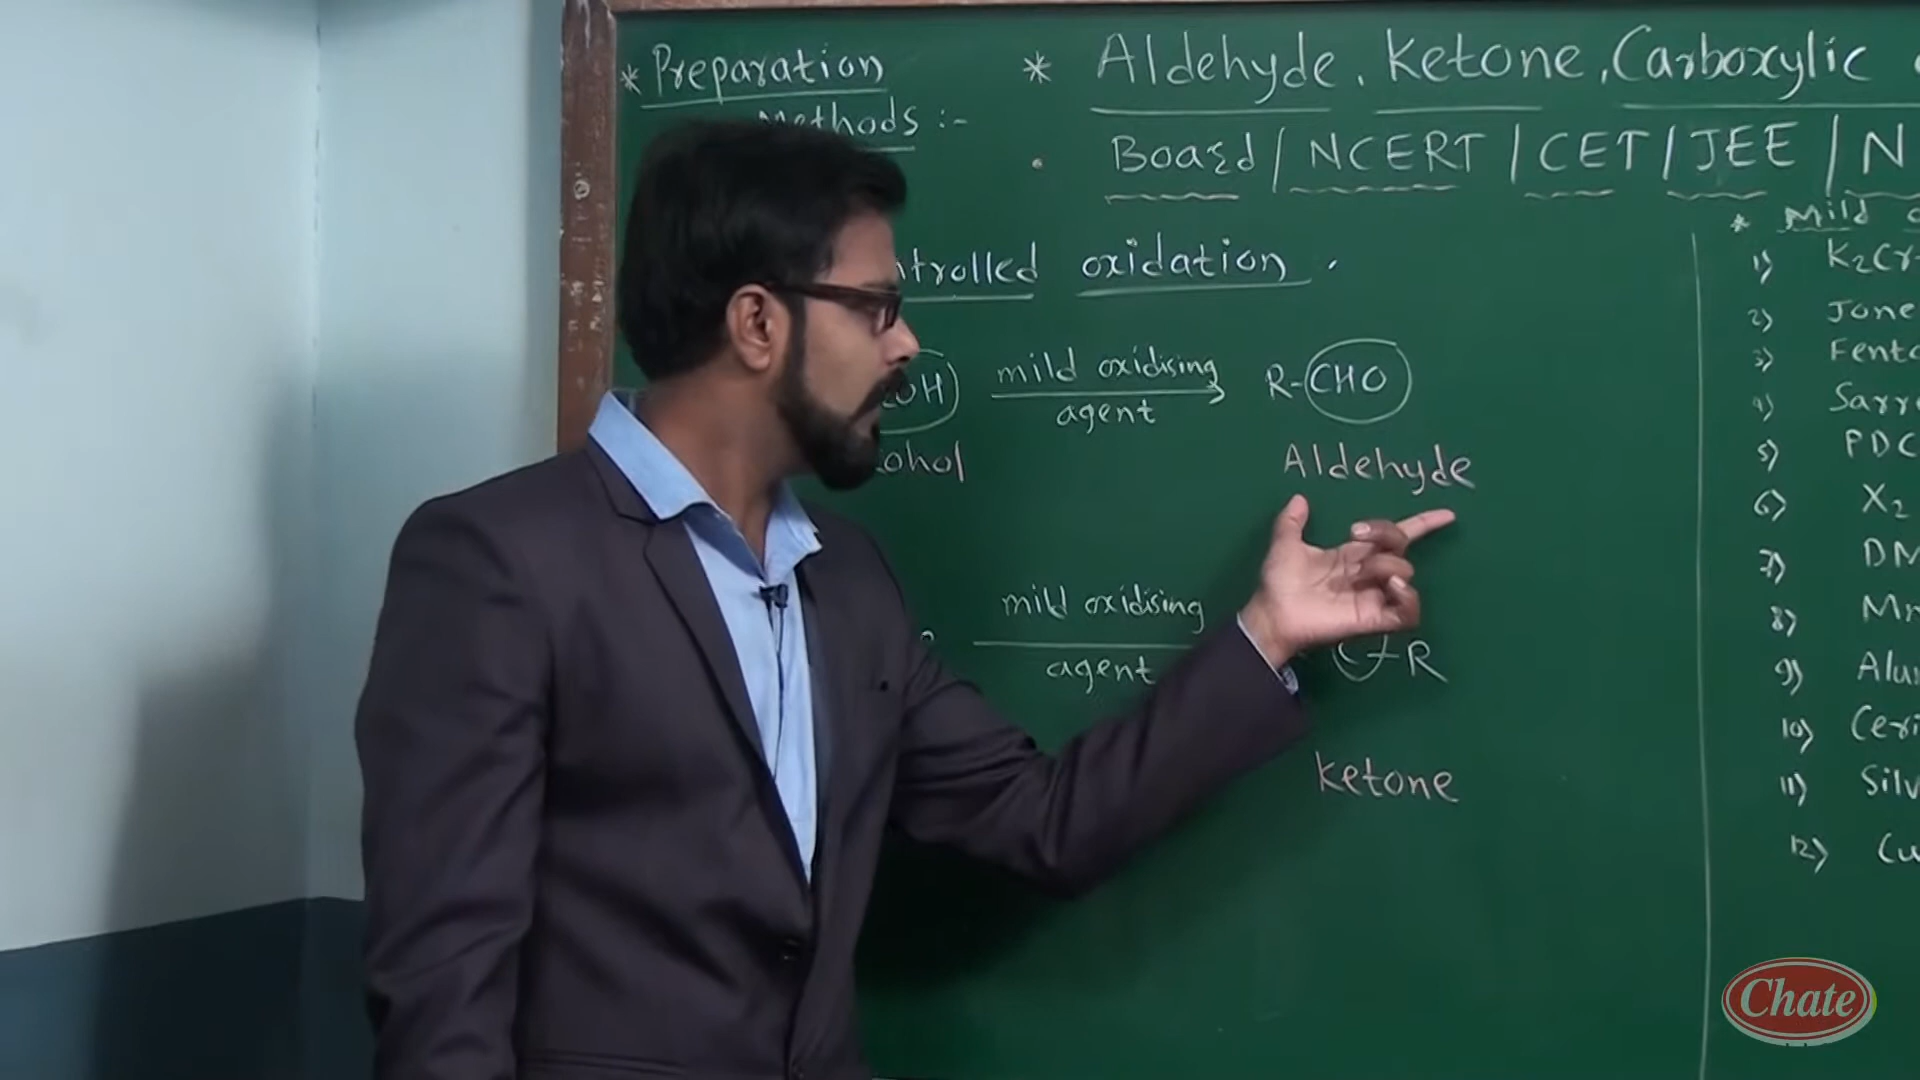 * Preparation
Methods :-
* Aldehyde, Ketone, Carboxylic
. Board / NCERT / CET / JEE / N
ntrolled oxidation .
OH mild oxidising agent → R-CHO
cohol Aldehyde
mild oxidising agent R
Ketone
* Mild
1) K2Cr
2) Jone
3) Fent
4) Sarr
5) PDC
6) X2
7) DM
8) Mn
9) Alu
10) Ceri
11) Silv
12) Cu
Chate